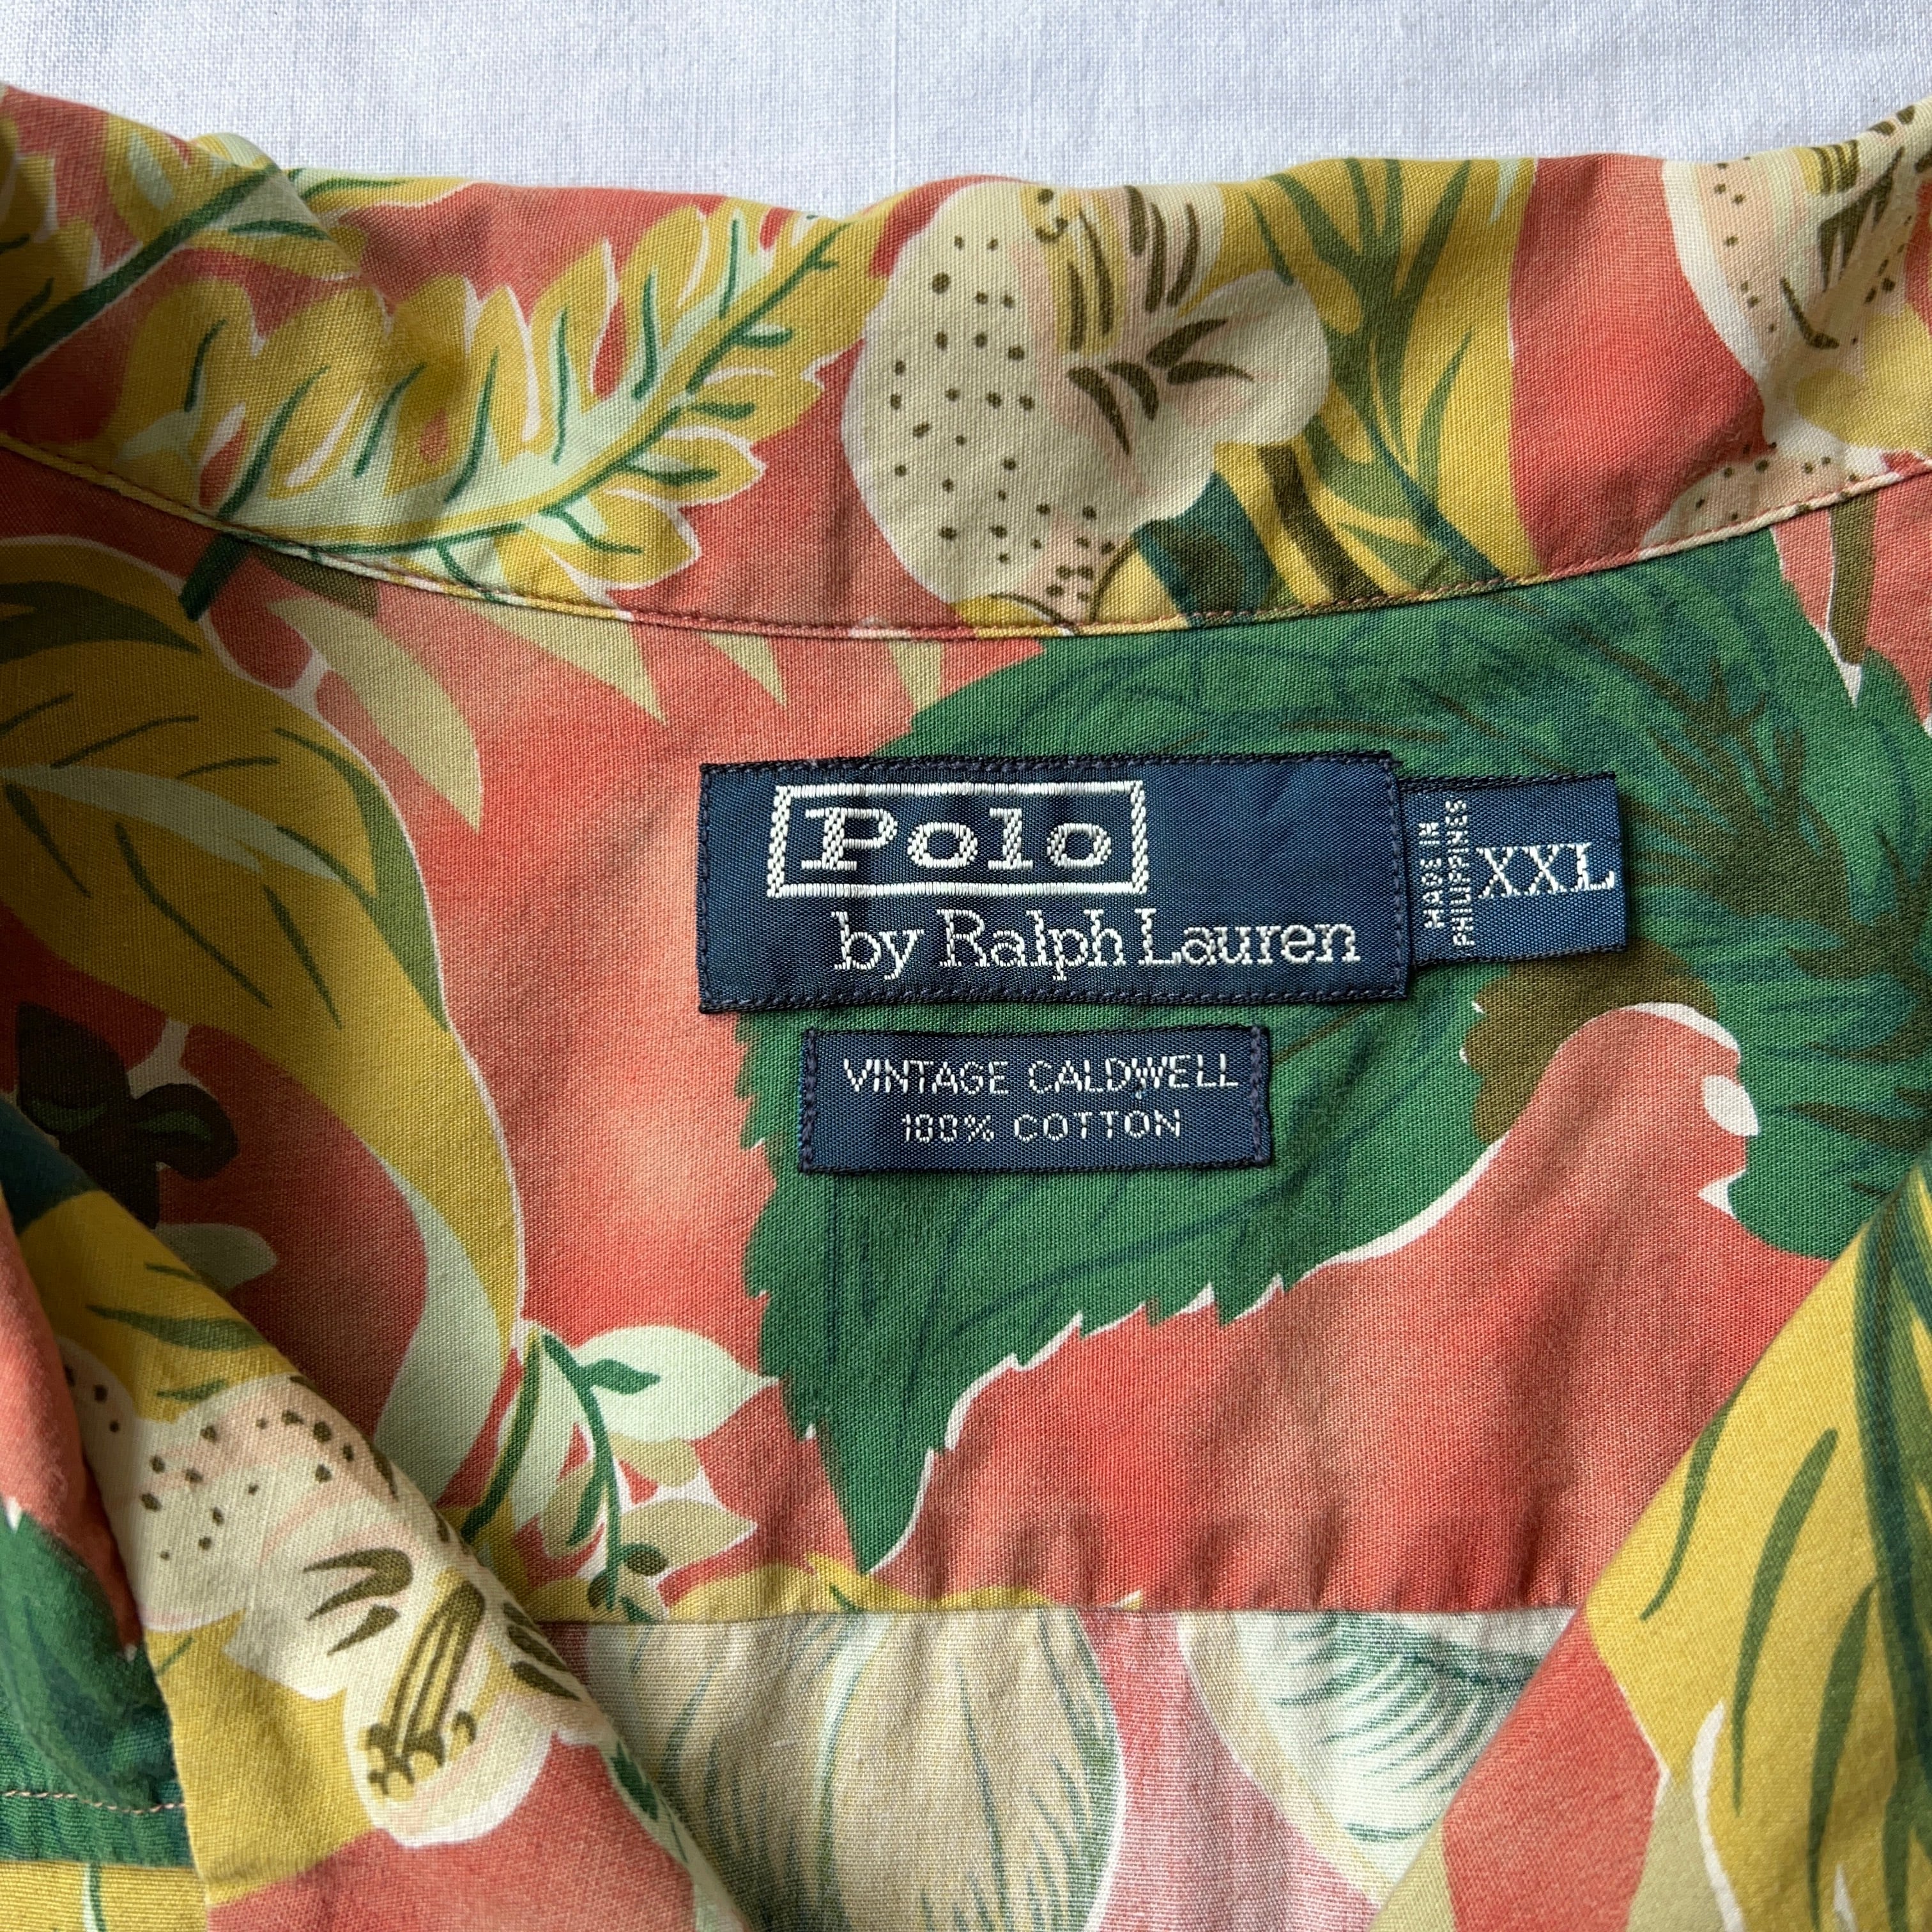 Polo
by Ralph Lauren
MADE IN
PHILIPPINES
XXL
VINTAGE CALDWELL
100% COTTON